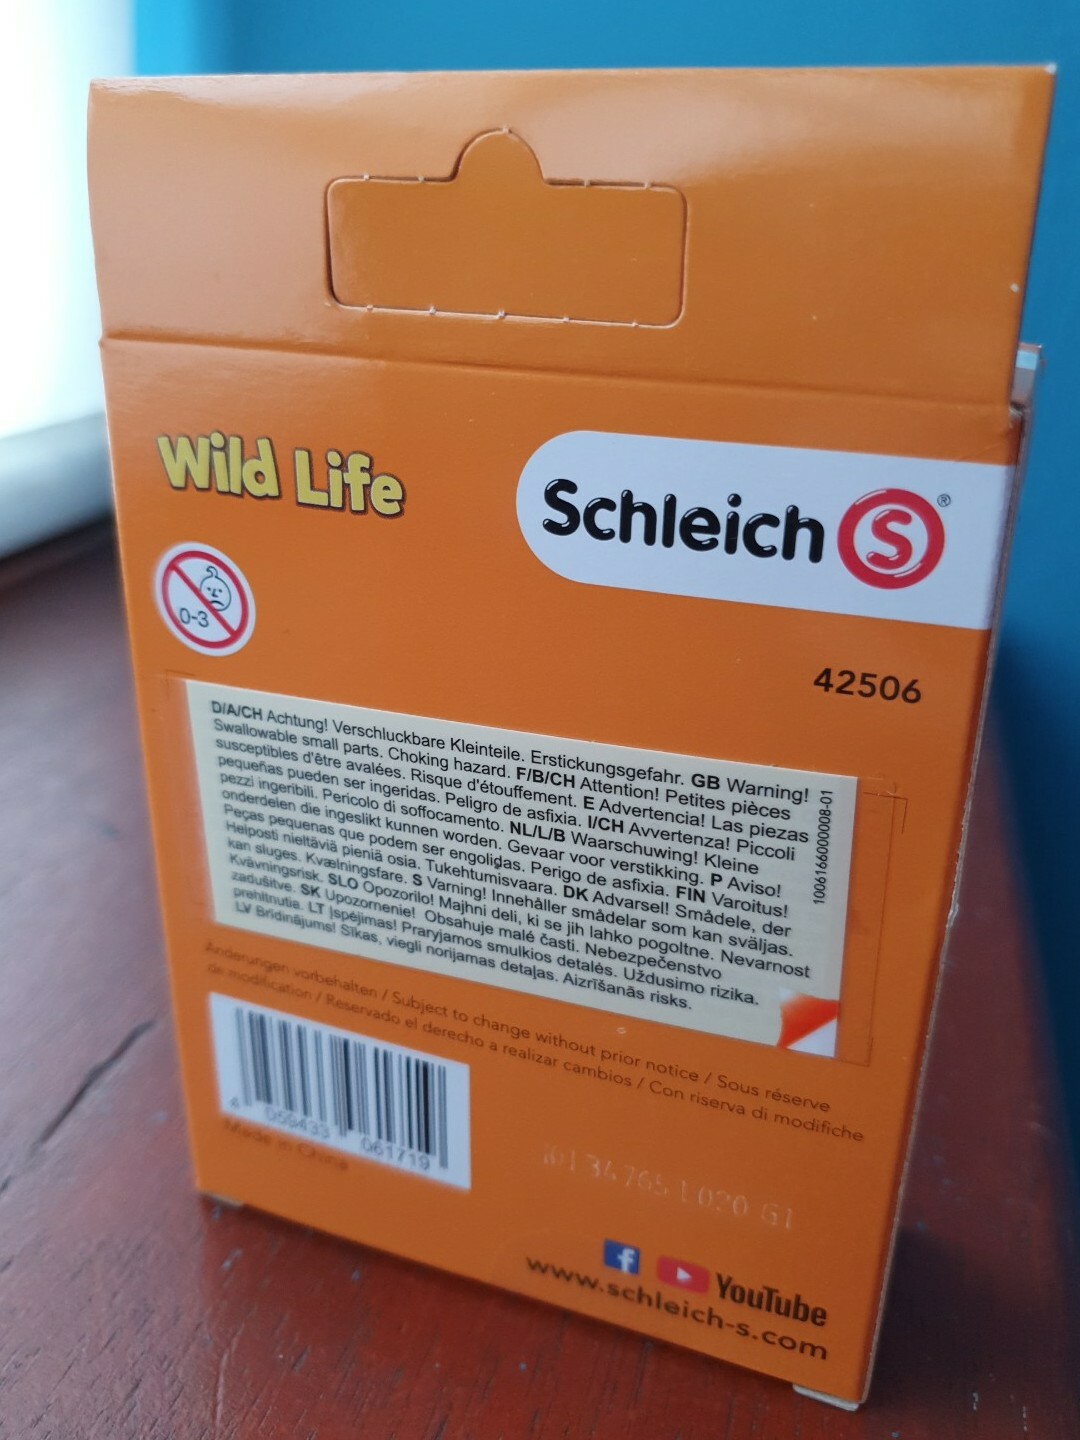 Wild Life
Schleich S®
0-3
42506
D/A/CH Achtung! Verschluckbare Kleinteile. Erstickungsgefahr. GB Warning!
Swallowable small parts. Choking hazard. F/B/CH Attention! Petites pièces
susceptibles d'être avalées. Risque d'étouffement. E Advertencia! Las piezas
pequeñas pueden ser ingeridas. Peligro de asfixia. I/CH Avvertenza! Piccoli
pezzi ingeribili. Pericolo di soffocamento. NL/L/B Waarschuwing! Kleine
onderdelen die ingeslikt kunnen worden. Gevaar voor verstikking. P Aviso!
Peças pequenas que podem ser engolidas. Perigo de asfixia. FIN Varoitus!
Helposti nieltäviä pieniä osia. Tukehtumisvaara. DK Advarsel! Smådele, der
kan sluges. Kvælningsfare. S Varning! Innehåller smådelar som kan sväljas.
Kvävningsrisk. SLO Opozorilo! Majhni deli, ki se jih lahko pogoltne. Nevarnost
zadušitve. SK Upozornenie! Obsahuje malé časti. Nebezpečenstvo
prehltnutia. LT Įspėjimas! Praryjamos smulkios detalės. Uždusimo rizika.
LV Brīdinājums! Sīkas, viegli norijamas detaļas. Aizrīšanās risks.
1006166000008-01
Änderungen vorbehalten / Subject to change without prior notice / Sous réserve
de modification / Reservado el derecho a realizar cambios / Con riserva di modifiche
4 059433 061719
Made in China
34765 1020 G1
f YouTube
www.schleich-s.com